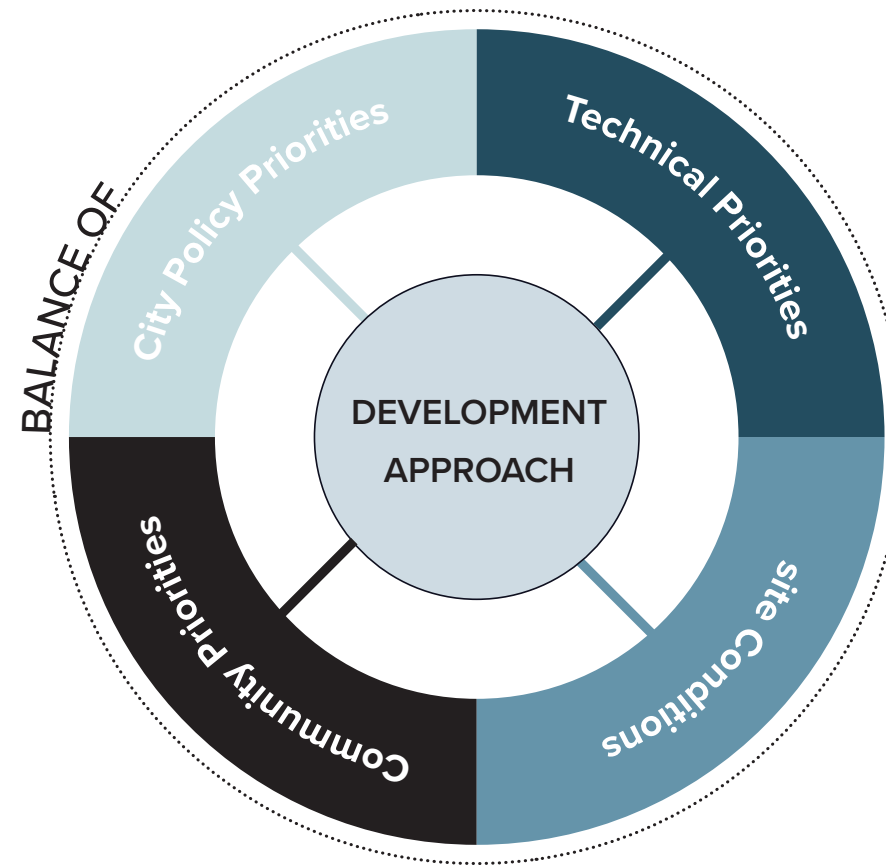 BALANCE OF
City Policy Priorities
Technical Priorities
DEVELOPMENT
APPROACH
Community Priorities
site Conditions